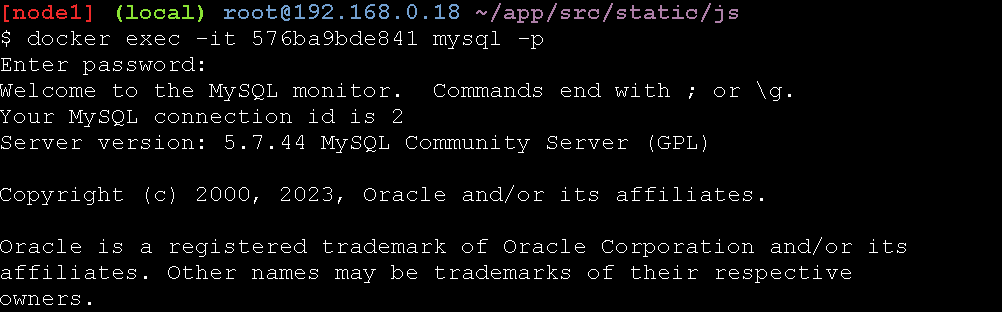 [node1] (local) root@192.168.0.18 ~/app/src/static/js
$ docker exec -it 576ba9bde841 mysql -p
Enter password:
Welcome to the MySQL monitor.  Commands end with ; or \g.
Your MySQL connection id is 2
Server version: 5.7.44 MySQL Community Server (GPL)

Copyright (c) 2000, 2023, Oracle and/or its affiliates.

Oracle is a registered trademark of Oracle Corporation and/or its
affiliates. Other names may be trademarks of their respective
owners.